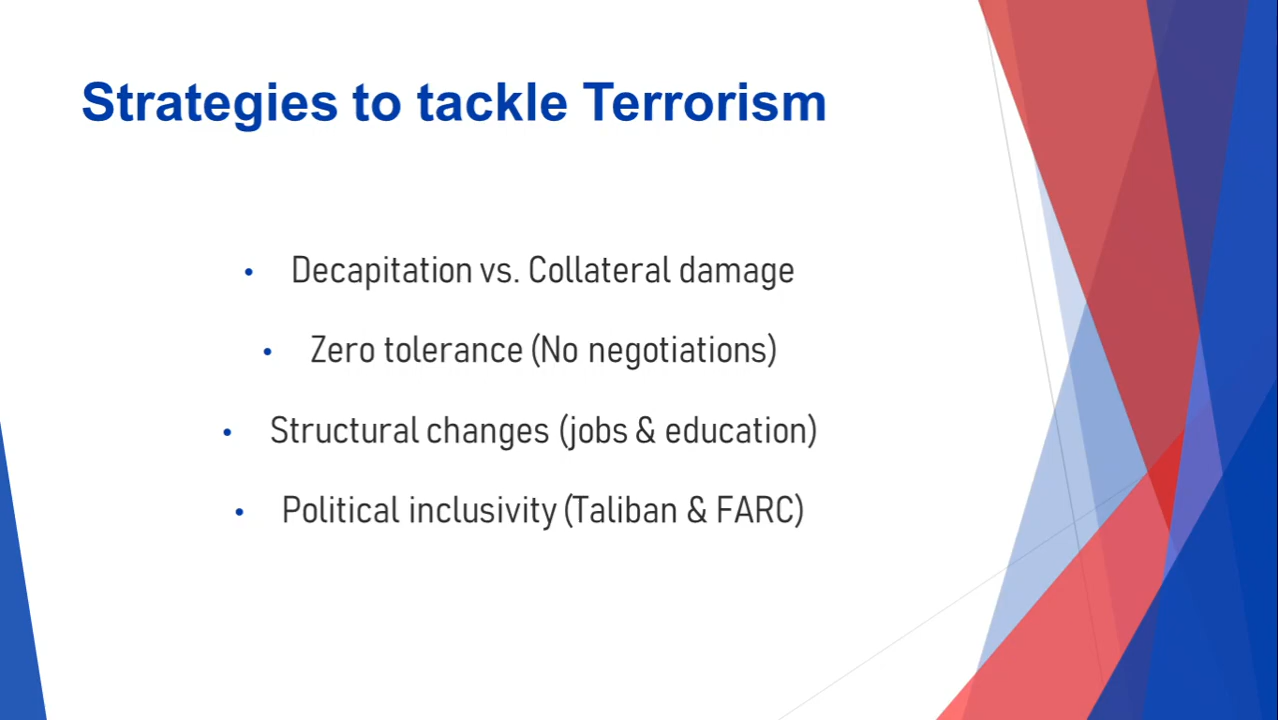 Strategies to tackle Terrorism
• Decapitation vs. Collateral damage
• Zero tolerance (No negotiations)
• Structural changes (jobs & education)
• Political inclusivity (Taliban & FARC)